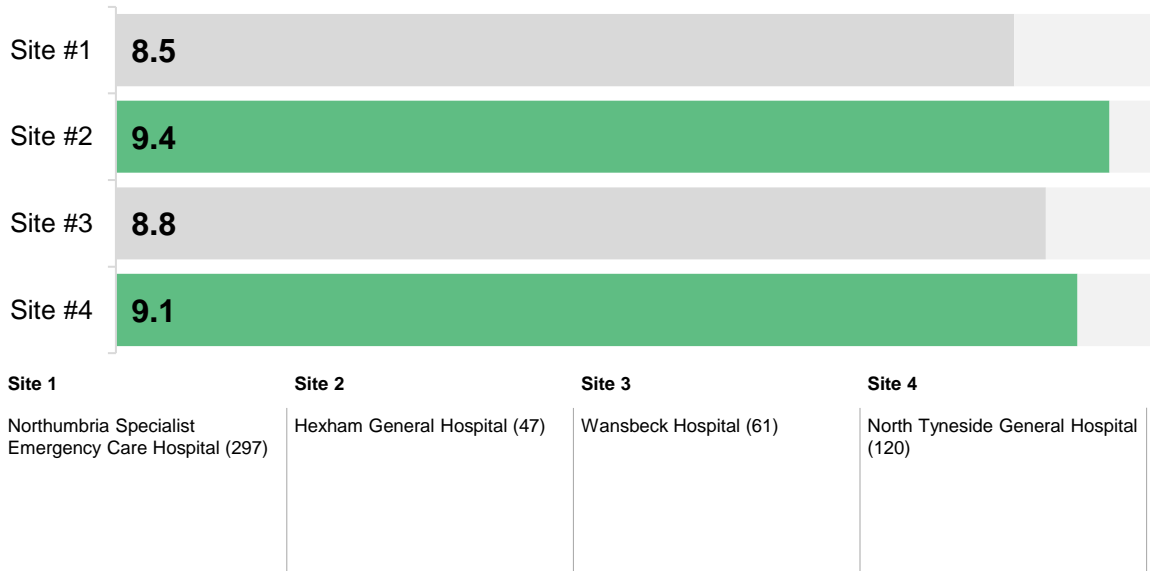 Site #1
8.5
Site #2
9.4
Site #3
8.8
Site #4
9.1
Site 1
Northumbria Specialist
Emergency Care Hospital (297)
Site 2
Hexham General Hospital (47)
Site 3
Wansbeck Hospital (61)
Site 4
North Tyneside General Hospital
(120)